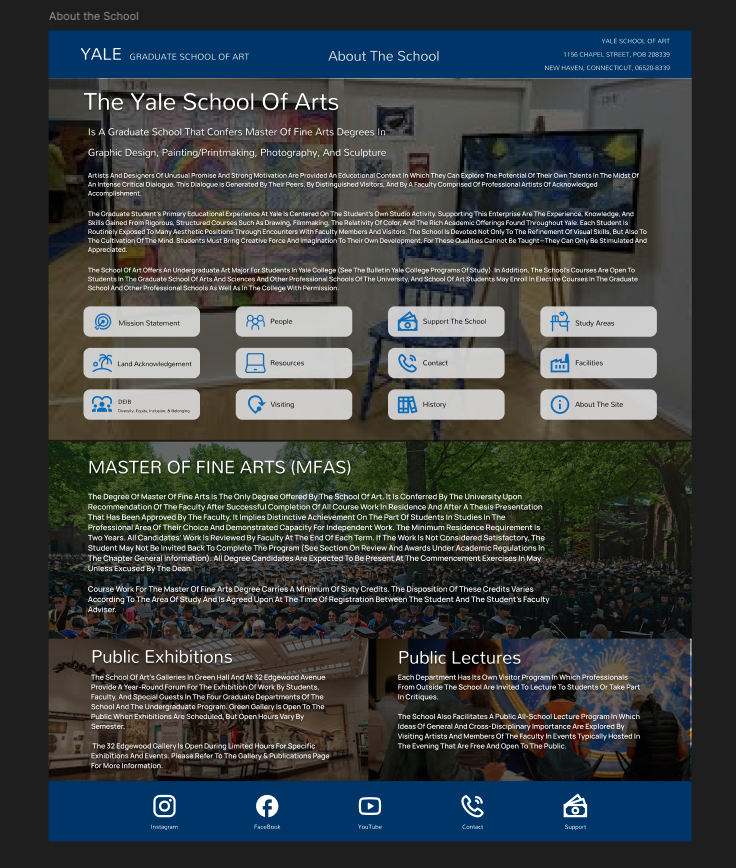 About the School
YALE GRADUATE SCHOOL OF ART
About The School
YALE SCHOOL OF ART
1156 CHAPEL STREET, POB 208339
NEW HAVEN, CONNECTICUT, 06520-8339
The Yale School Of Arts
Is A Graduate School That Confers Master Of Fine Arts Degrees In
Graphic Design, Painting/Printmaking, Photography, And Sculpture
Artists And Designers Of Unusual Promise And Strong Motivation Are Provided An Educational Context In Which They Can Explore The Potential Of Their Own Talents In The Midst Of
An Intense Critical Dialogue. This Dialogue Is Generated By Their Peers, By Distinguished Visitors, And By A Faculty Comprised Of Professional Artists Of Acknowledged
Accomplishment.
The Graduate Student's Primary Educational Experience At Yale Is Centered On The Student's Own Studio Activity. Supporting This Enterprise Are The Experience, Knowledge, And
Skills Gained From Rigorous, Structured Courses Such As Drawing, Filmmaking, The Relativity Of Color, And The Rich Academic Offerings Found Throughout Yale. Each Student Is
Routinely Exposed To Many Aesthetic Positions Through Encounters With Faculty Members And Visitors. The School Is Devoted Not Only To The Refinement Of Visual Skills, But Also To
The Cultivation Of The Mind. Students Must Bring Creative Force And Imagination To Their Own Development, For These Qualities Cannot Be Taught—They Can Only Be Stimulated And
Appreciated.
The School Of Art Offers An Undergraduate Art Major For Students In Yale College (See The Bulletin Yale College Programs Of Study). In Addition, The School's Courses Are Open To
Students In The Graduate School Of Arts And Sciences And Other Professional Schools Of The University, And School Of Art Students May Enroll In Elective Courses In The Graduate
School And Other Professional Schools As Well As In The College With Permission.
Mission Statement
People
Support The School
Study Areas
Land Acknowledgement
Resources
Contact
Facilities
DEIB
Diversity, Equity, Inclusion, & Belonging
Visiting
History
About The Site
MASTER OF FINE ARTS (MFAS)
The Degree Of Master Of Fine Arts Is The Only Degree Offered By The School Of Art. It Is Conferred By The University Upon
Recommendation Of The Faculty After Successful Completion Of All Course Work In Residence And After A Thesis Presentation
That Has Been Approved By The Faculty. It Implies Distinctive Achievement On The Part Of Students In Studies In The
Professional Area Of Their Choice And Demonstrated Capacity For Independent Work. The Minimum Residence Requirement Is
Two Years. All Candidates' Work Is Reviewed By Faculty At The End Of Each Term. If The Work Is Not Considered Satisfactory, The
Student May Not Be Invited Back To Complete The Program (See Section On Review And Awards Under Academic Regulations In
The Chapter General Information). All Degree Candidates Are Expected To Be Present At The Commencement Exercises In May
Unless Excused By The Dean.
Course Work For The Master Of Fine Arts Degree Carries A Minimum Of Sixty Credits. The Disposition Of These Credits Varies
According To The Area Of Study And Is Agreed Upon At The Time Of Registration Between The Student And The Student's Faculty
Adviser.
Public Exhibitions
The School Of Art's Galleries In Green Hall And At 32 Edgewood Avenue
Provide A Year-Round Forum For The Exhibition Of Work By Students,
Faculty, And Special Guests In The Four Graduate Departments Of The
School And The Undergraduate Program. Green Gallery Is Open To The
Public When Exhibitions Are Scheduled, But Open Hours Vary By
Semester.
The 32 Edgewood Gallery Is Open During Limited Hours For Specific
Exhibitions And Events. Please Refer To The Gallery & Publications Page
For More Information.
Public Lectures
Each Department Has Its Own Visitor Program In Which Professionals
From Outside The School Are Invited To Lecture To Students Or Take Part
In Critiques.
The School Also Facilitates A Public All-School Lecture Program In Which
Ideas Of General And Cross-Disciplinary Importance Are Explored By
Visiting Artists And Members Of The Faculty In Events Typically Hosted In
The Evening That Are Free And Open To The Public.
Instagram
FaceBook
YouTube
Contact
Support